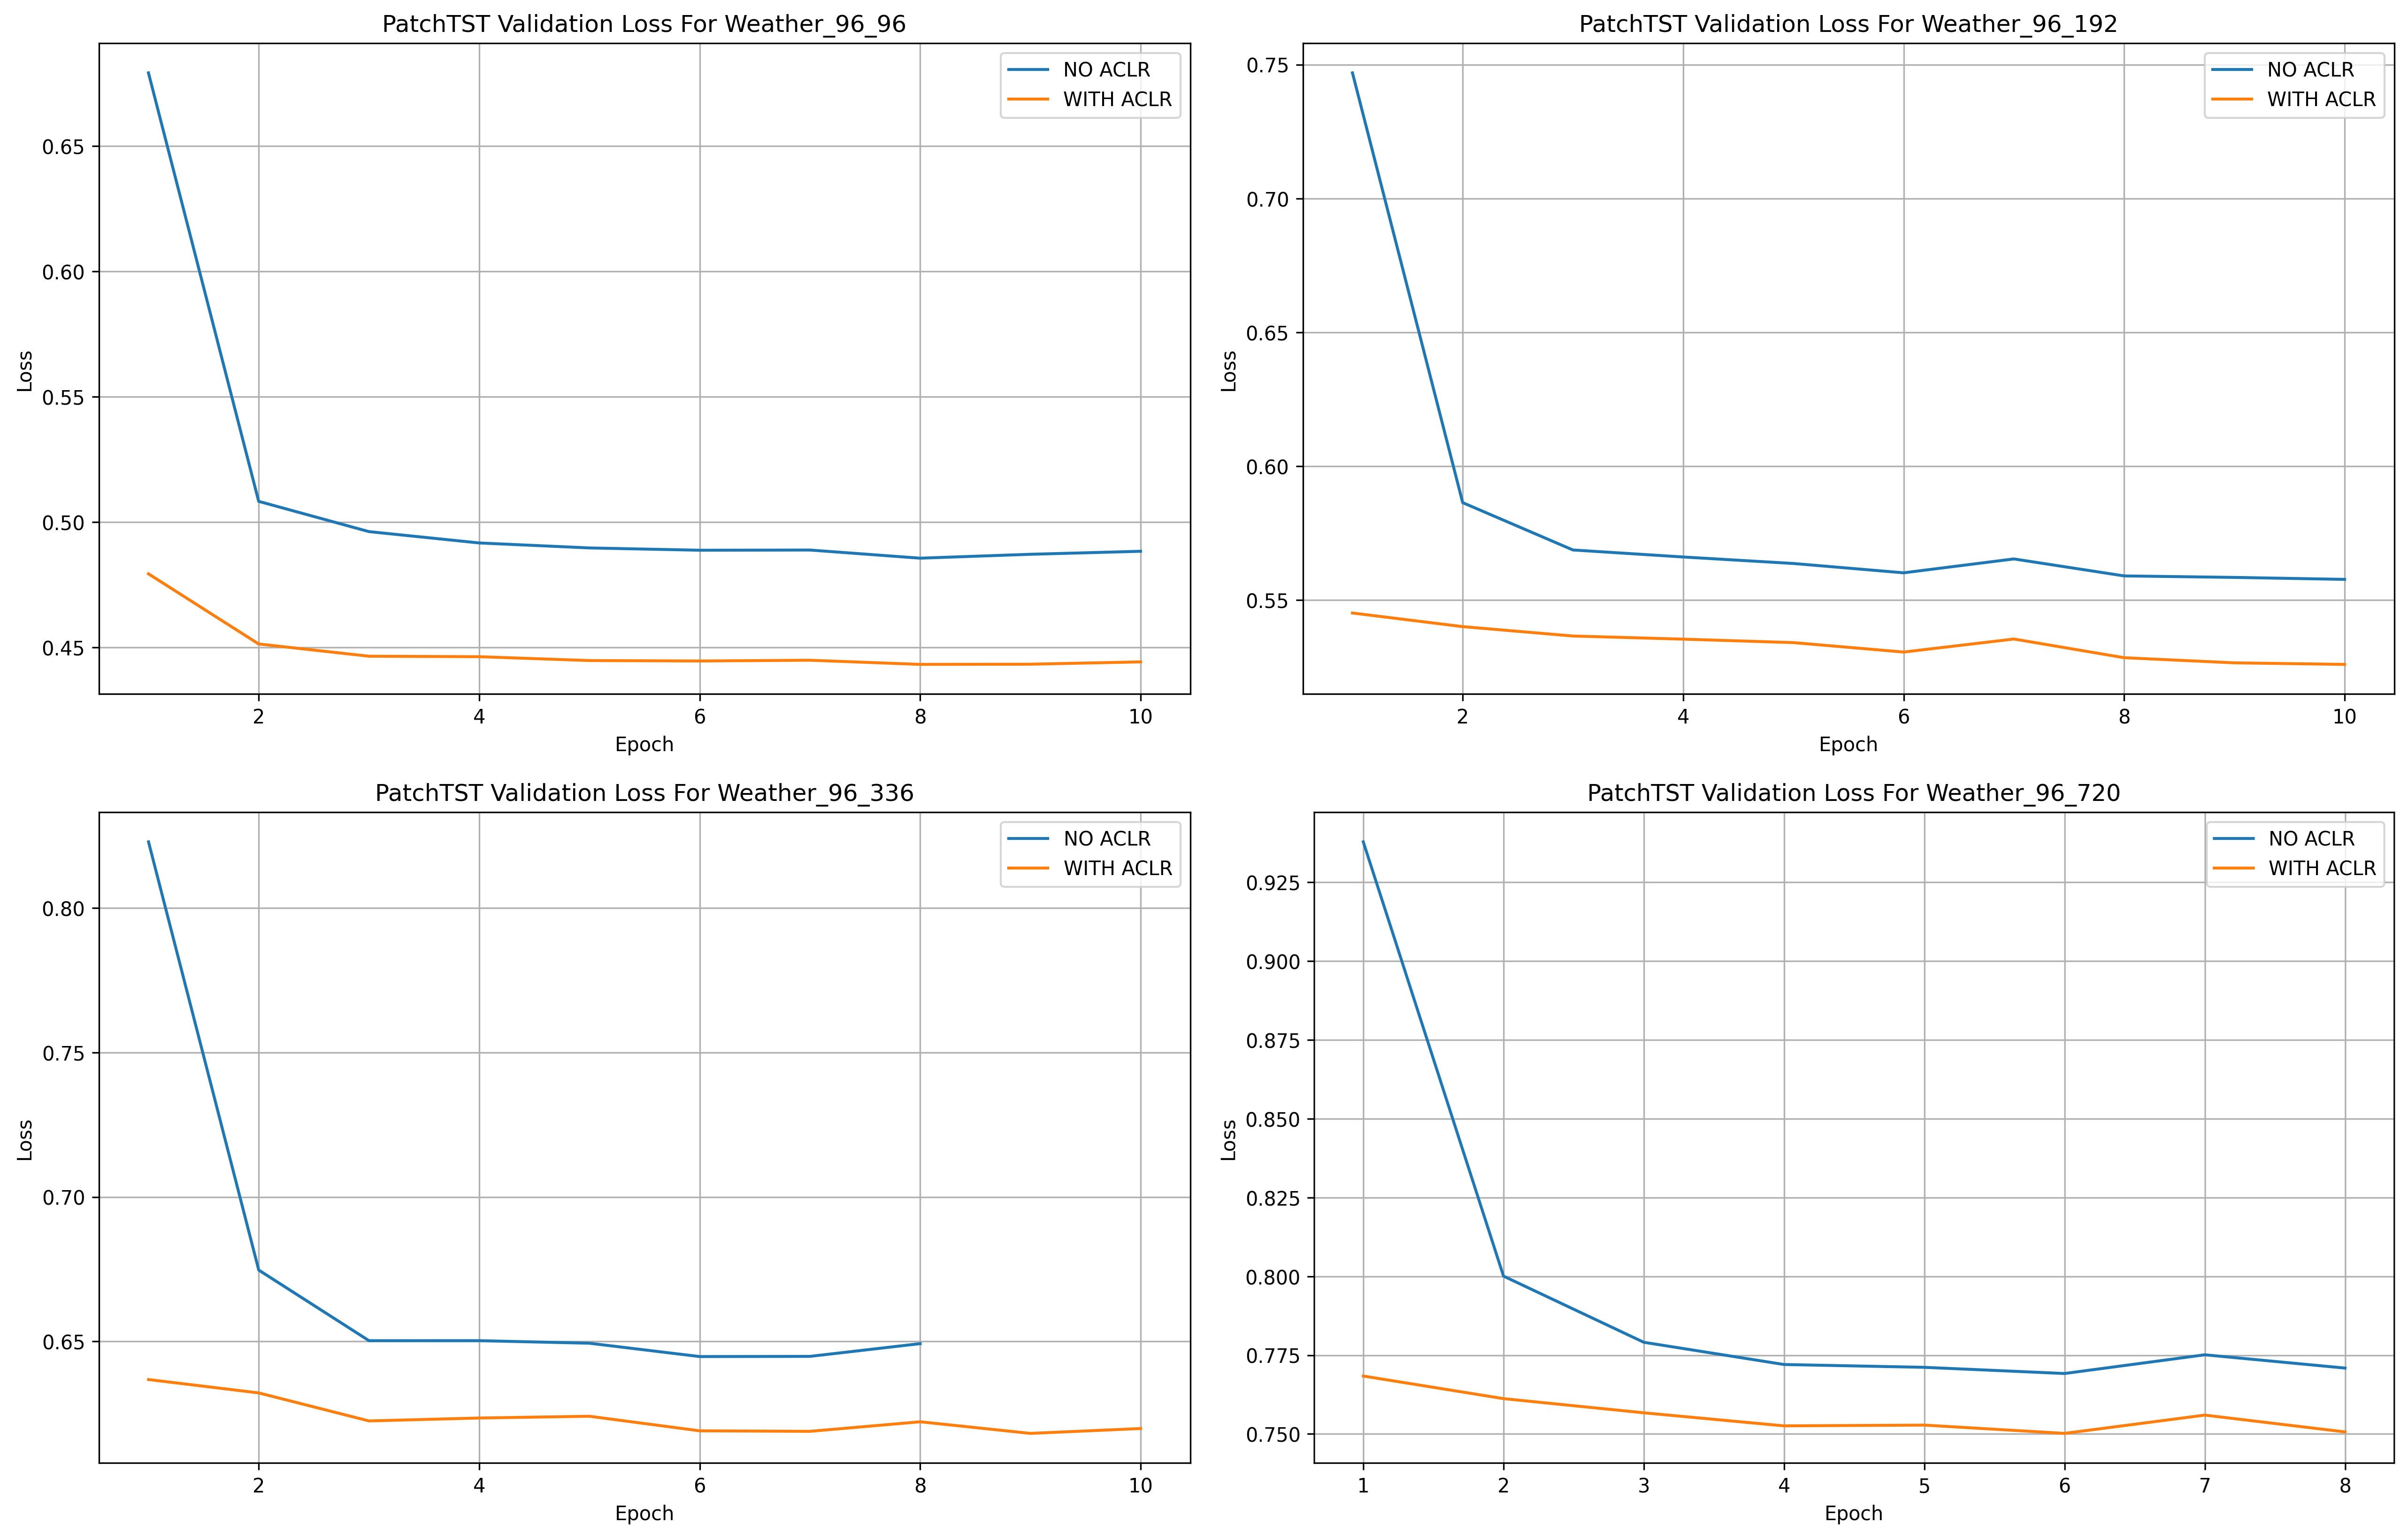 PatchTST Validation Loss For Weather_96_96
NO ACLR
WITH ACLR
0.65
0.60
0.55
0.50
0.45
Loss
2
4
6
8
10
Epoch
PatchTST Validation Loss For Weather_96_192
NO ACLR
WITH ACLR
0.75
0.70
0.65
0.60
0.55
Loss
2
4
6
8
10
Epoch
PatchTST Validation Loss For Weather_96_336
NO ACLR
WITH ACLR
0.80
0.75
0.70
0.65
Loss
2
4
6
8
10
Epoch
PatchTST Validation Loss For Weather_96_720
NO ACLR
WITH ACLR
0.925
0.900
0.875
0.850
0.825
0.800
0.775
0.750
Loss
1
2
3
4
5
6
7
8
Epoch